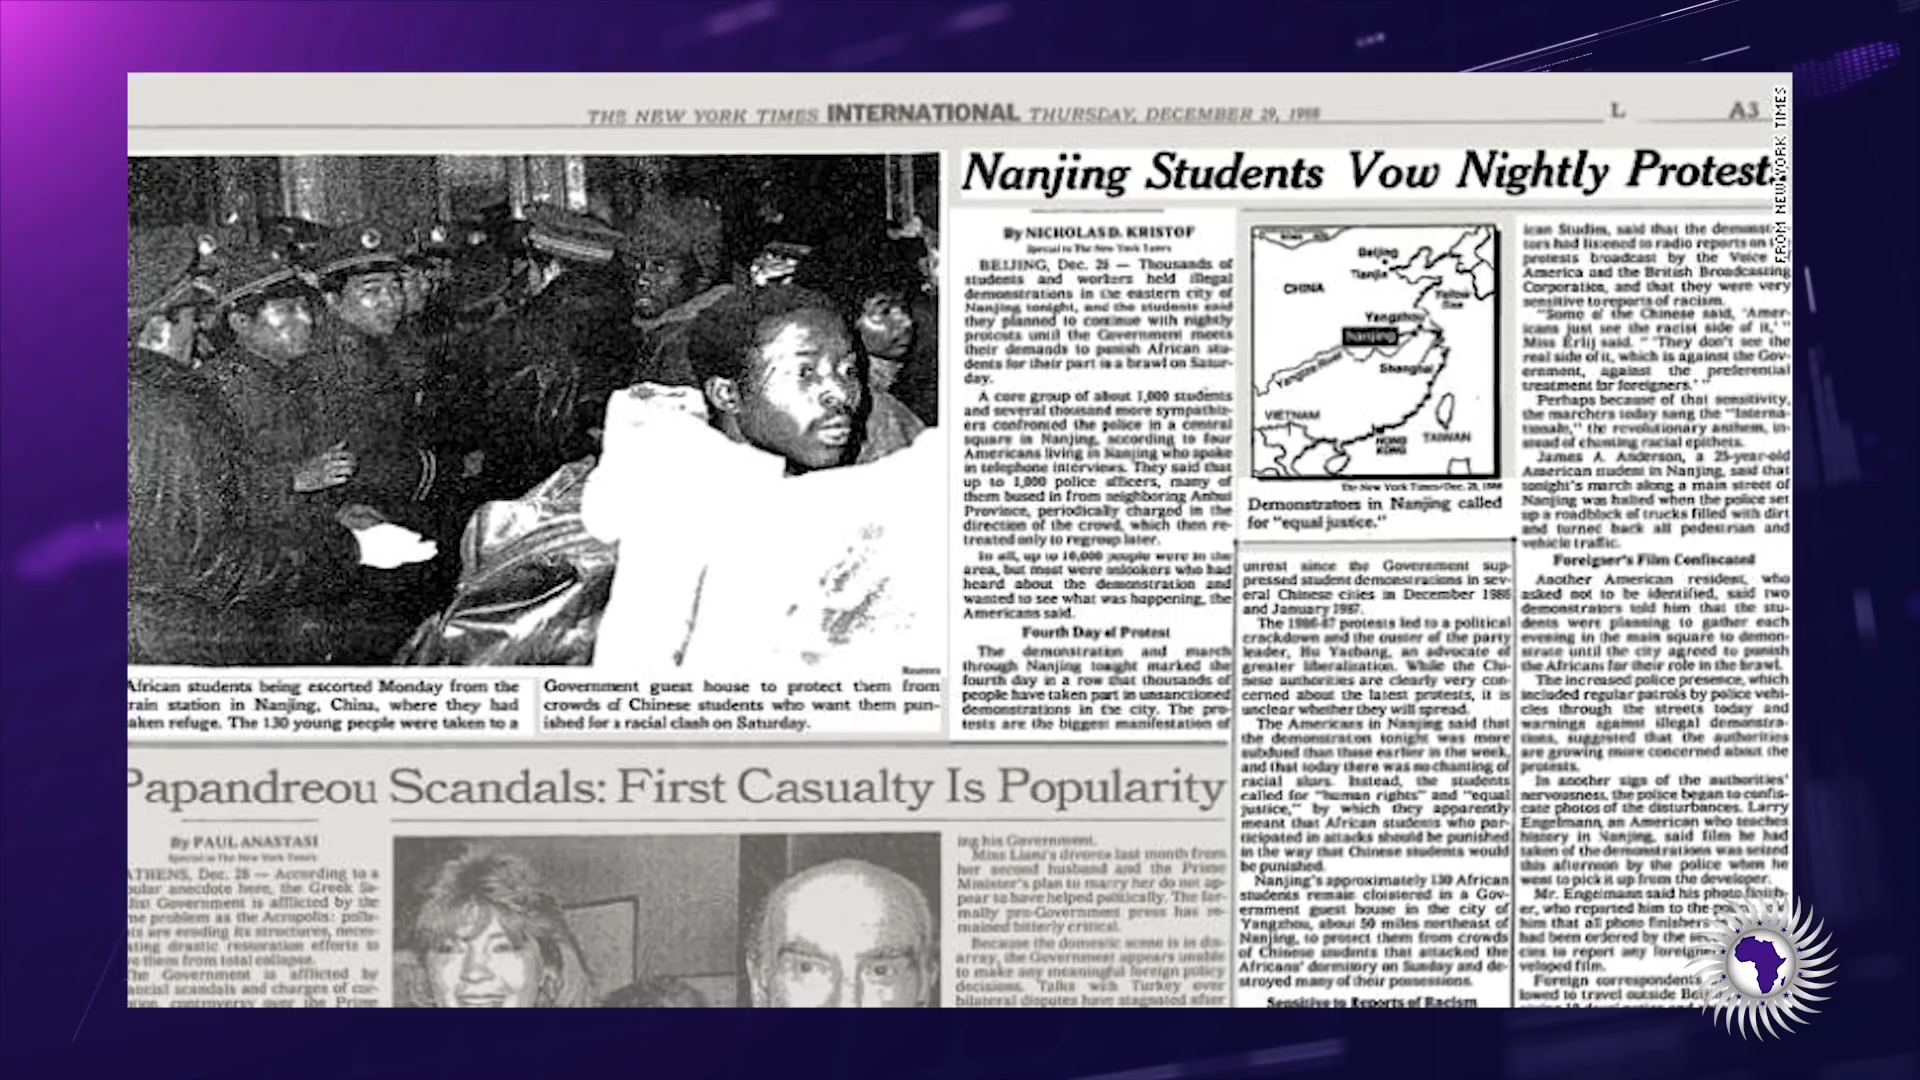 THE NEW YORK TIMES INTERNATIONAL THURSDAY, DECEMBER 29, 1988
L
A3
FROM NEW YORK TIMES
Nanjing Students Vow Nightly Protest
African students being escorted Monday from the
rain station in Nanjing, China, where they had
aken refuge. The 130 young people were taken to a
Reuters
Government guest house to protect them from
crowds of Chinese students who want them pun-
ished for a racial clash on Saturday.
By NICHOLAS D. KRISTOF
Special to The New York Times
BEIJING, Dec. 28 — Thousands of
students and workers held illegal
demonstrations in the eastern city of
Nanjing tonight, and the students said
they planned to continue with nightly
protests until the Government meets
their demands to punish African stu-
dents for their part in a brawl on Satur-
day.
A core group of about 1,000 students
and several thousand more sympathiz-
ers confronted the police in a central
square in Nanjing, according to four
Americans living in Nanjing who spoke
in telephone interviews. They said that
up to 1,000 police officers, many of
them bused in from neighboring Anhui
Province, periodically charged in the
direction of the crowd, which then re-
treated only to regroup later.
In all, up to 10,000 people were in the
area, but most were onlookers who had
heard about the demonstration and
wanted to see what was happening, the
Americans said.
Fourth Day of Protest
The demonstration and march
through Nanjing tonight marked the
fourth day in a row that thousands of
people have taken part in unsanctioned
demonstrations in the city. The pro-
tests are the biggest manifestation of
Beijing
Tianjin
CHINA
Yellow
Sea
Yangzhou
Nanjing
Yangtze River
Shanghai
VIETNAM
HONG
KONG
TAIWAN
The New York Times/Dec. 29, 1988
Demonstrators in Nanjing called
for "equal justice."
unrest since the Government sup-
pressed student demonstrations in sev-
eral Chinese cities in December 1986
and January 1987.
The 1986-87 protests led to a political
crackdown and the ouster of the party
leader, Hu Yaobang, an advocate of
greater liberalization. While the Chi-
nese authorities are clearly very con-
cerned about the latest protests, it is
unclear whether they will spread.
The Americans in Nanjing said that
the demonstration tonight was more
subdued than those earlier in the week,
and that today there was no chanting of
racial slurs. Instead, the students
called for "human rights" and "equal
justice," by which they apparently
meant that African students who par-
ticipated in attacks should be punished
in the way that Chinese students would
be punished.
Nanjing's approximately 130 African
students remain cloistered in a Gov-
ernment guest house in the city of
Yangzhou, about 50 miles northeast of
Nanjing, to protect them from crowds
of Chinese students that attacked the
Africans' dormitory on Sunday and de-
stroyed many of their possessions.
Sensitive to Reports of Racism
ican Studies, said that the demonst
tors had listened to radio reports on
protests broadcast by the Voice
America and the British Broadcasting
Corporation, and that they were very
sensitive to reports of racism.
"Some of the Chinese said, 'Amer-
icans just see the racist side of it,' "
Miss Erlij said. " 'They don't see the
real side of it, which is against the Gov-
ernment, against the preferential
treatment for foreigners.' "
Perhaps because of that sensitivity,
the marchers today sang the "Interna-
tionale," the revolutionary anthem, in-
stead of chanting racial epithets.
James A. Anderson, a 25-year-old
American student in Nanjing, said that
tonight's march along a main street of
Nanjing was halted when the police set
up a roadblock of trucks filled with dirt
and turned back all pedestrian and
vehicle traffic.
Foreigner's Film Confiscated
Another American resident, who
asked not to be identified, said two
demonstrators told him that the stu-
dents were planning to gather each
evening in the main square to demon-
strate until the city agreed to punish
the Africans for their role in the brawl.
The increased police presence, which
included regular patrols by police vehi-
cles through the streets today and
warnings against illegal demonstra-
tions, suggested that the authorities
are growing more concerned about the
protests.
In another sign of the authorities'
nervousness, the police began to confis-
cate photos of the disturbances. Larry
Engelmann, an American who teaches
history in Nanjing, said film he had
taken of the demonstrations was seized
this afternoon by the police when he
went to pick it up from the developer.
Mr. Engelmann said his photo finish-
er, who reported him to the
him that all photo finishers
had been ordered by the
cies to report any foreigner
veloped film.
Foreign correspondents
lowed to travel outside
Papandreou Scandals: First Casualty Is Popularity
By PAUL ANASTASI
Special to The New York Times
ATHENS, Dec. 28 — According to a
pular anecdote here, the Greek So-
list Government is afflicted by the
me problem as the Acropolis: pollu-
ts are eroding its structures, neces-
ating drastic restoration efforts to
e them from total collapse.
The Government is afflicted by
ancial scandals and charges of cor-
controversy over the Prime
ing his Government.
Miss Liani's divorce last month from
her second husband and the Prime
Minister's plan to marry her do not ap-
pear to have helped politically. The for-
mally pro-Government press has re-
mained bitterly critical.
Because the domestic scene is in dis-
array, the Government appears unable
to make any meaningful foreign policy
decisions. Talks with Turkey over
bilateral disputes have stagnated after